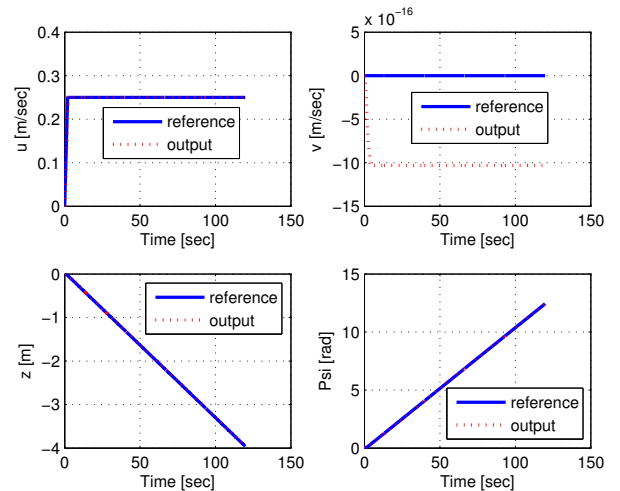 x 10⁻¹⁶
0.4
0.3
0.2
0.1
0
u [m/sec]
reference
output
0 50 100 150
Time [sec]
5
0
−5
−10
−15
v [m/sec]
reference
output
0 50 100 150
Time [sec]
0
−1
−2
−3
−4
z [m]
reference
output
0 50 100 150
Time [sec]
15
10
5
0
Psi [rad]
reference
output
0 50 100 150
Time [sec]